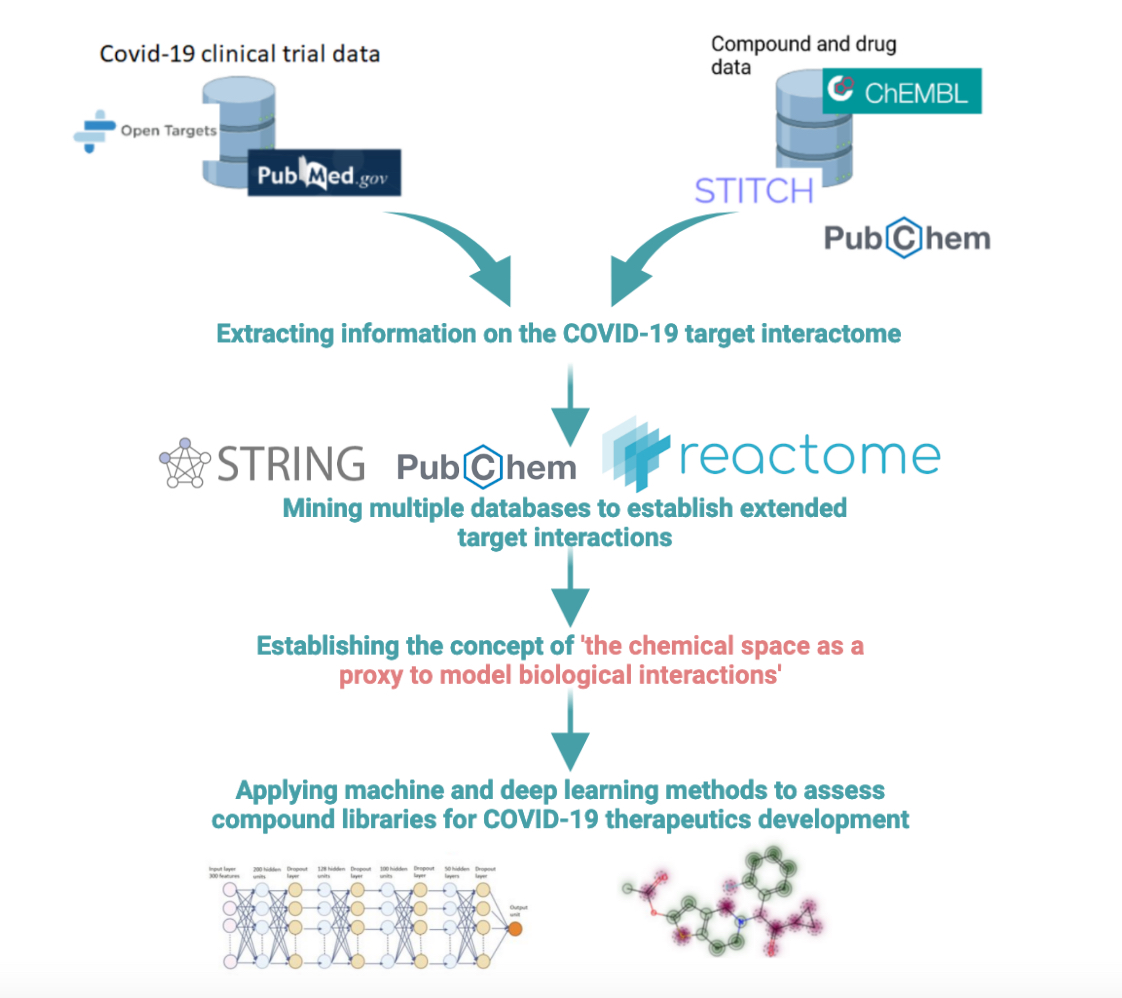 Covid-19 clinical trial data
Compound and drug
data
ChEMBL
Open Targets
PubMed.gov
STITCH
PubChem
Extracting information on the COVID-19 target interactome
STRING
PubChem
reactome
Mining multiple databases to establish extended
target interactions
Establishing the concept of 'the chemical space as a
proxy to model biological interactions'
Applying machine and deep learning methods to assess
compound libraries for COVID-19 therapeutics development
Input layer
300 features
200 hidden
units
Dropout
layer
128 hidden
units
Dropout
layer
100 hidden
units
Dropout
layer
50 hidden
layers
Dropout
layer
Output
unit